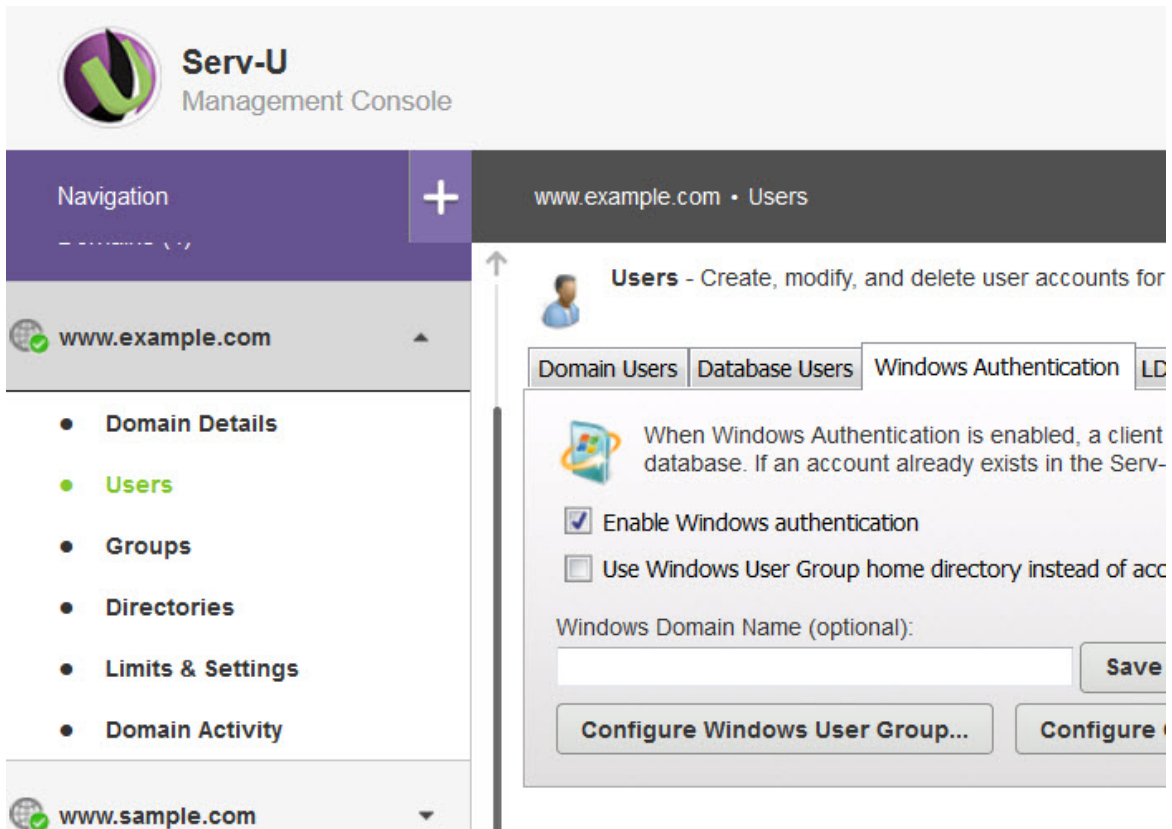 Serv-U
Management Console
Navigation
www.example.com • Users
Users - Create, modify, and delete user accounts for
www.example.com
Domain Users
Database Users
Windows Authentication
LD
Domain Details
When Windows Authentication is enabled, a client
database. If an account already exists in the Serv-
Users
Enable Windows authentication
Groups
Use Windows User Group home directory instead of acc
Directories
Windows Domain Name (optional):
Limits & Settings
Save
Domain Activity
Configure Windows User Group...
Configure
www.sample.com